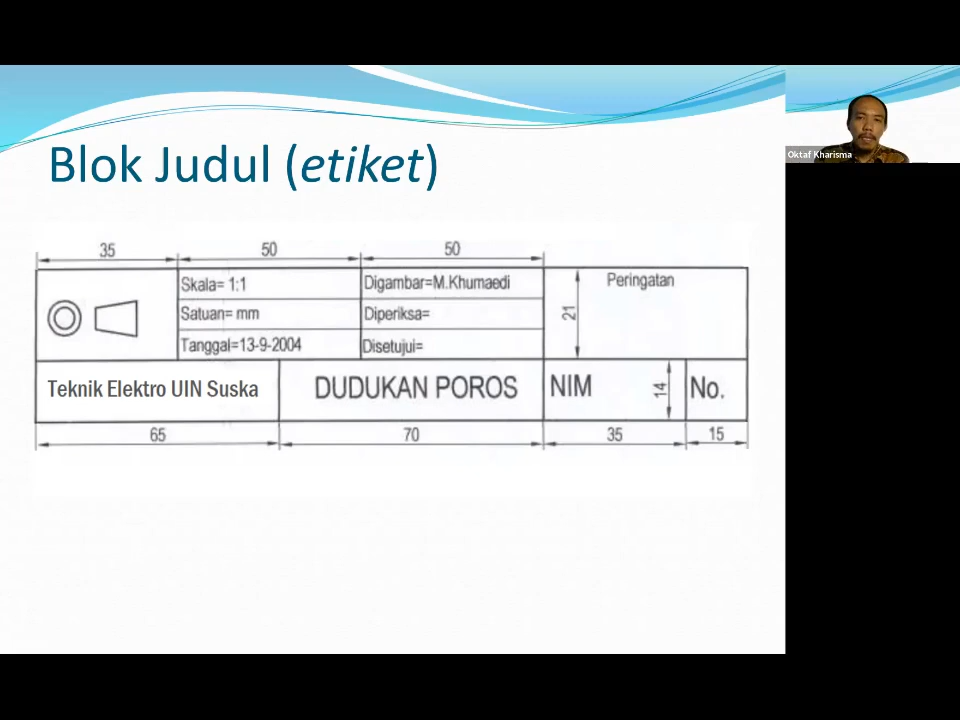 Blok Judul (etiket)
Oktaf Kharisma
35 50 50
Skala= 1:1 Digambar=M.Khumaedi Peringatan
Satuan= mm Diperiksa= 21
Tanggal=13-9-2004 Disetujui=
Teknik Elektro UIN Suska DUDUKAN POROS NIM 14 No.
65 70 35 15